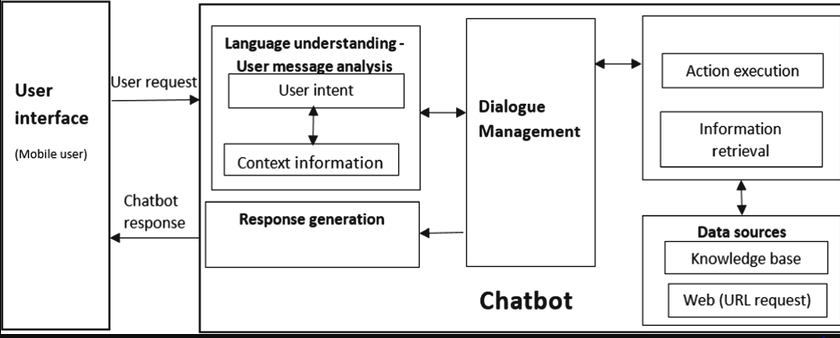 User
interface
(Mobile user)
User request
Chatbot
response
Language understanding -
User message analysis
User intent
Context information
Response generation
Dialogue
Management
Action execution
Information
retrieval
Data sources
Knowledge base
Web (URL request)
Chatbot